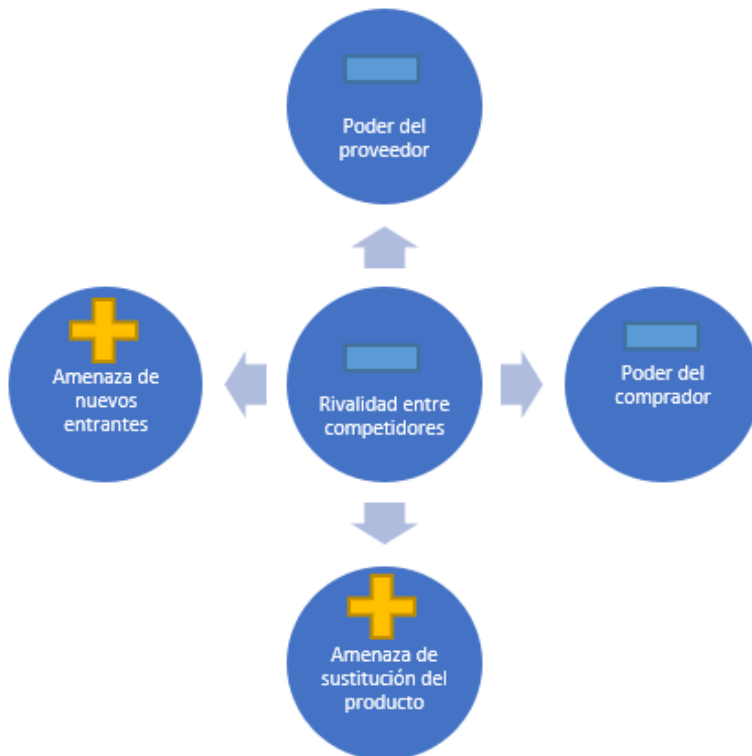 Poder del
proveedor
Amenaza de
nuevos
entrantes
Rivalidad entre
competidores
Poder del
comprador
Amenaza de
sustitución del
producto